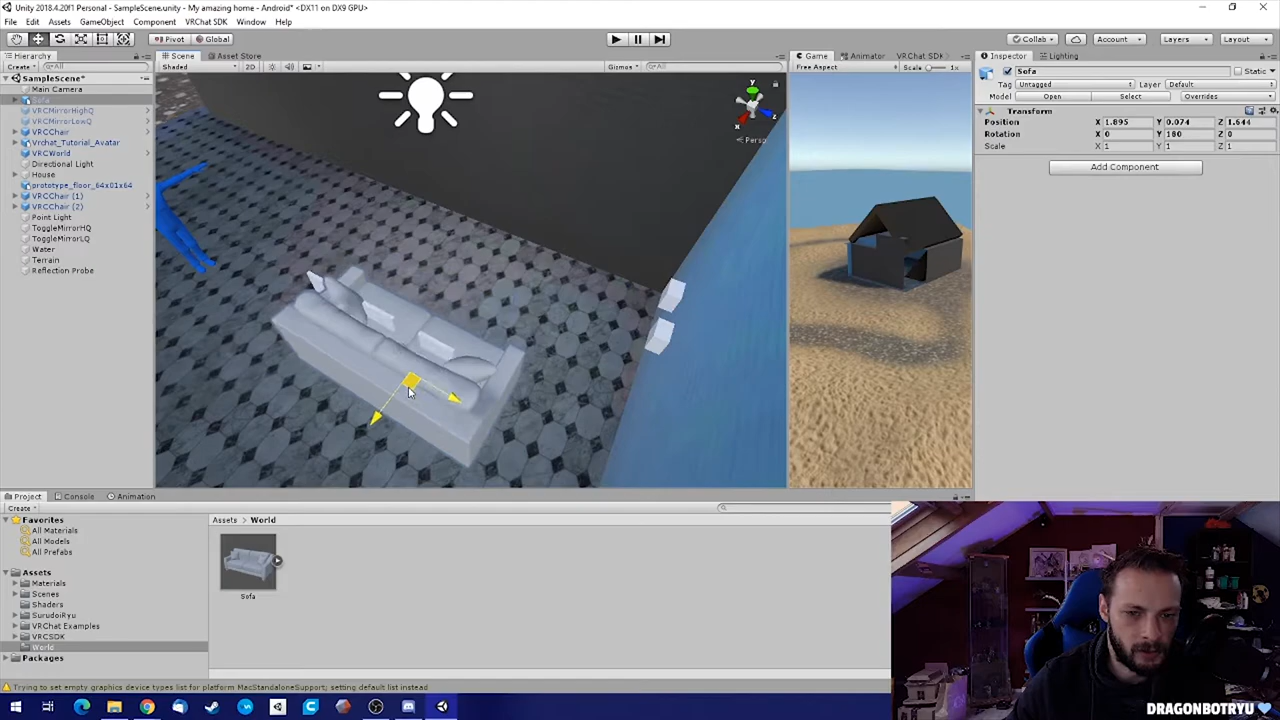 Unity 2018.4.20f1 Personal - SampleScene.unity - My amazing home - Android* <DX11 on DX9 GPU>
File Edit Assets GameObject Component VRChat SDK Window Help
Pivot Global Collab Account Layers Layout
Hierarchy Scene Asset Store Game Animator VRChat SDK Inspector Lighting
Create All Shaded 2D Gizmos All Free Aspect Scale 1x Sofa Static
SampleScene*
Tag Untagged Layer Default
Main Camera
Model Open Select Overrides
Sofa
VRCMirrorHighQ
Transform
VRCMirrorLowQ
Position X 1.895 Y 0.074 Z 1.644
VRCChair
Rotation X 0 Y 180 Z 0
Vrchat_Tutorial_Avatar
Scale X 1 Y 1 Z 1
VRCWorld
y x z
Persp
Directional Light
Add Component
House
prototype_floor_64x01x64
VRCChair (1)
VRCChair (2)
Point Light
ToggleMirrorHQ
ToggleMirrorLQ
Water
Terrain
Reflection Probe
Project Console Animation
Create
Favorites
All Materials
All Models
All Prefabs
Assets > World
Sofa
Assets
Materials
Scenes
Shaders
SurudoiRyu
VRChat Examples
VRCSDK
World
Packages
Trying to set empty graphics device types list for platform MacStandaloneSupport; setting default list instead
DRAGONBOTRYU